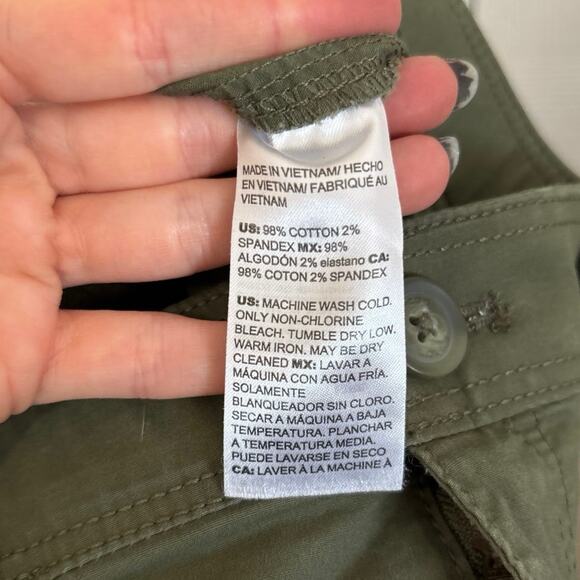 MADE IN VIETNAM/ HECHO
EN VIETNAM/ FABRIQUÉ AU
VIETNAM
US: 98% COTTON 2%
SPANDEX MX: 98%
ALGODÓN 2% elastano CA:
98% COTON 2% SPANDEX
US: MACHINE WASH COLD.
ONLY NON-CHLORINE
BLEACH. TUMBLE DRY LOW.
WARM IRON. MAY BE DRY
CLEANED MX: LAVAR A
MÁQUINA CON AGUA FRÍA.
SOLAMENTE
BLANQUEADOR SIN CLORO.
SECAR A MÁQUINA A BAJA
TEMPERATURA. PLANCHAR
A TEMPERATURA MEDIA.
PUEDE LAVARSE EN SECO
CA: LAVER À LA MACHINE À